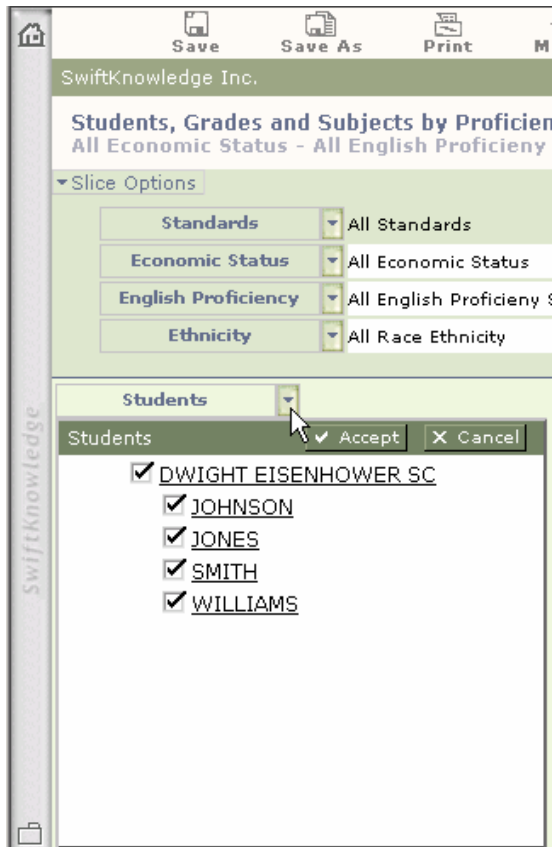 Save Save As Print M
SwiftKnowledge Inc.
Students, Grades and Subjects by Proficien
All Economic Status - All English Proficieny
Slice Options
Standards All Standards
Economic Status All Economic Status
English Proficiency All English Proficieny S
Ethnicity All Race Ethnicity
Students
Students Accept Cancel
DWIGHT EISENHOWER SC
JOHNSON
JONES
SMITH
WILLIAMS
SwiftKnowledge